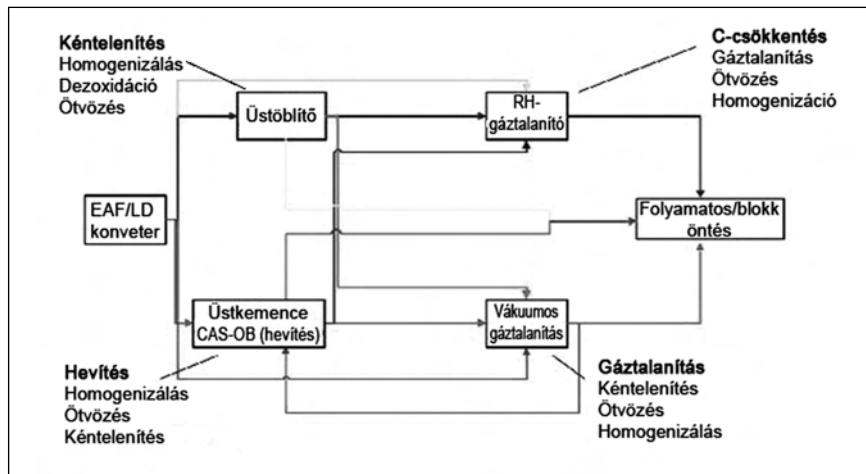 Kéntelenítés
Homogenizálás
Dezoxidáció
Ötvözés
C-csökkentés
Gáztalanítás
Ötvözés
Homogenizáció
Üstöblítő
RH-
gáztalanító
EAF/LD
konveter
Folyamatos/blokk
öntés
Üstkemence
CAS-OB (hevítés)
Vákuumos
gáztalanítás
Hevítés
Homogenizálás
Ötvözés
Kéntelenítés
Gáztalanítás
Kéntelenítés
Ötvözés
Homogenizálás